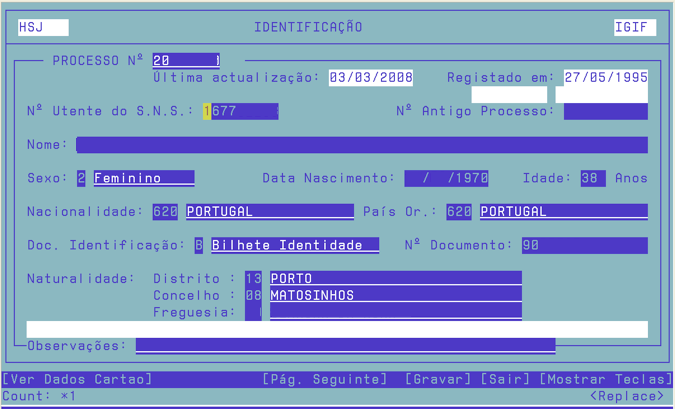 HSJ IDENTIFICAÇÃO IGIF
PROCESSO Nº 20
Última actualização: 03/03/2008 Registado em: 27/05/1995
Nº Utente do S.N.S.: 1677 Nº Antigo Processo:
Nome:
Sexo: 2 Feminino Data Nascimento: / /1970 Idade: 38 Anos
Nacionalidade: 620 PORTUGAL País Or.: 620 PORTUGAL
Doc. Identificação: B Bilhete Identidade Nº Documento: 90
Naturalidade: Distrito : 13 PORTO
Concelho : 08 MATOSINHOS
Freguesia:
Observações:
[Ver Dados Cartao] [Pág. Seguinte] [Gravar] [Sair] [Mostrar Teclas]
Count: *1 <Replace>